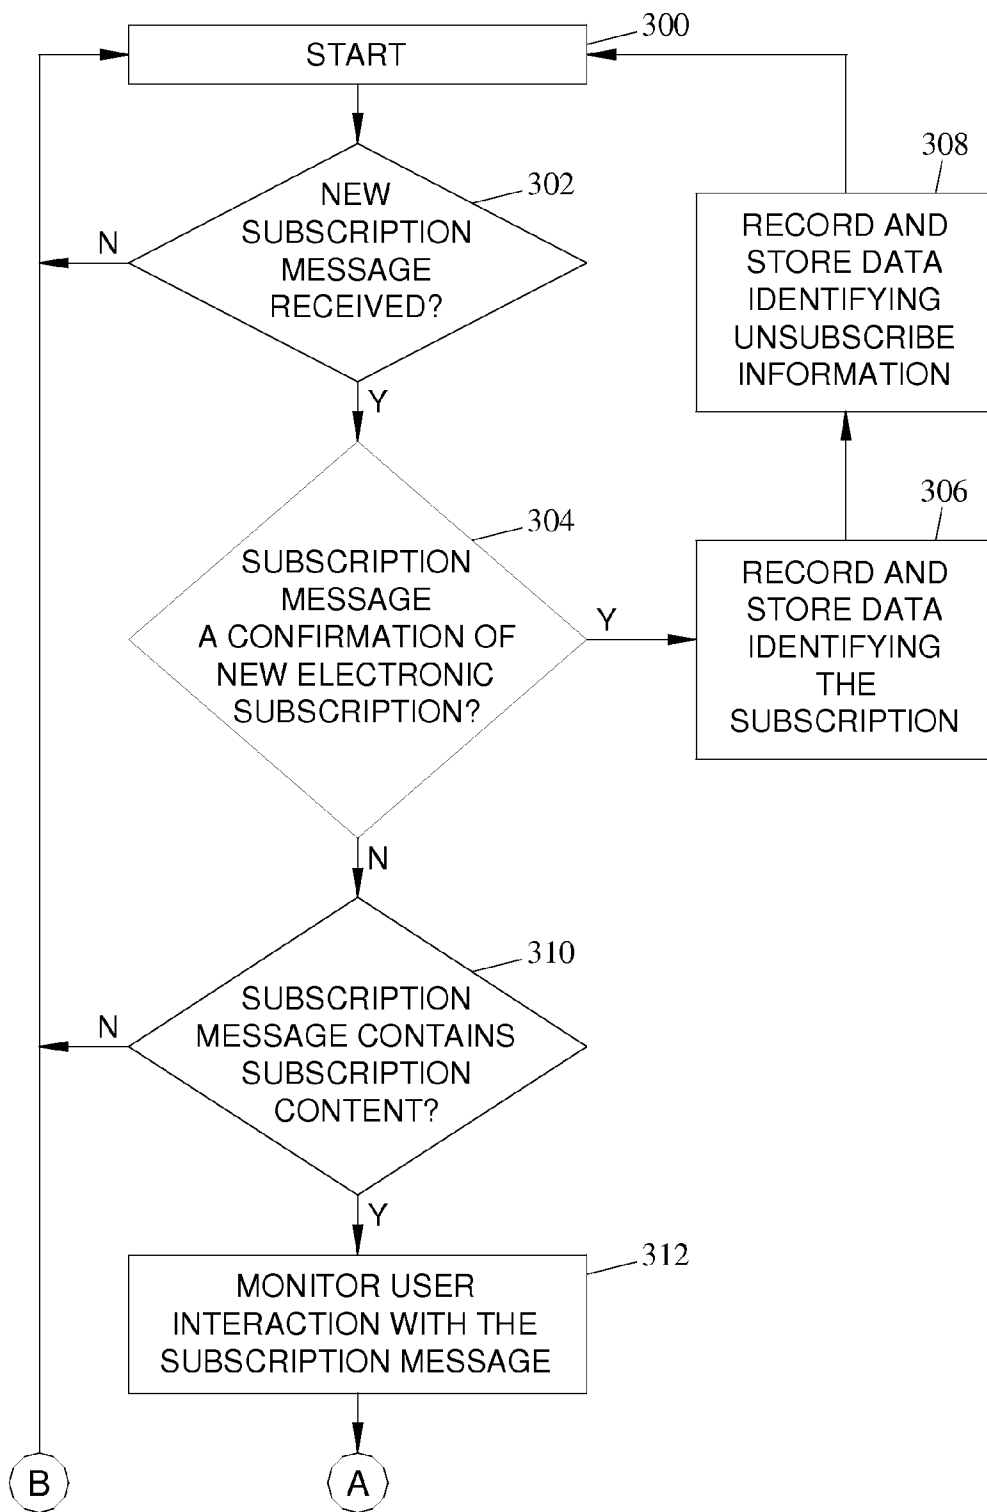 300
START
302
NEW
SUBSCRIPTION
MESSAGE
RECEIVED?
N
Y
308
RECORD AND
STORE DATA
IDENTIFYING
UNSUBSCRIBE
INFORMATION
304
SUBSCRIPTION
MESSAGE
A CONFIRMATION OF
NEW ELECTRONIC
SUBSCRIPTION?
Y
N
306
RECORD AND
STORE DATA
IDENTIFYING
THE
SUBSCRIPTION
310
SUBSCRIPTION
MESSAGE CONTAINS
SUBSCRIPTION
CONTENT?
N
Y
312
MONITOR USER
INTERACTION WITH THE
SUBSCRIPTION MESSAGE
B
A